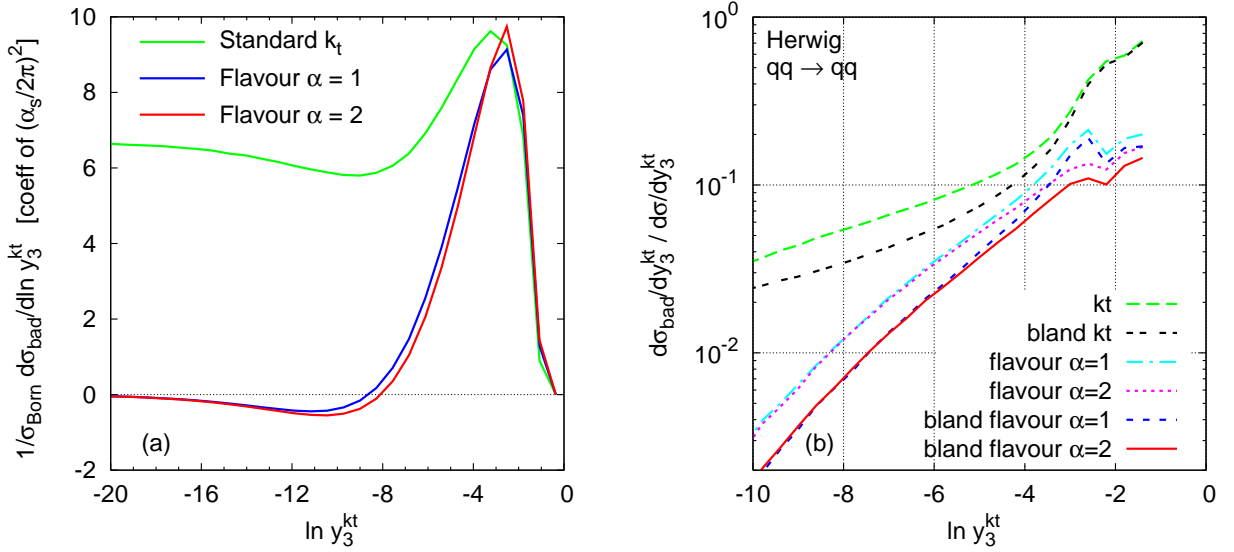 1/σ_Born dσ_bad/dln y_3^kt [coeff of (α_s/2π)^2]
10
8
6
4
2
0
-2
Standard k_t
Flavour α = 1
Flavour α = 2
(a)
-20
-16
-12
-8
-4
0
ln y_3^kt
dσ_bad/dy_3^kt / dσ/dy_3^kt
10^0
10^-1
10^-2
Herwig
qq → qq
kt
bland kt
flavour α=1
flavour α=2
bland flavour α=1
bland flavour α=2
(b)
-10
-8
-6
-4
-2
0
ln y_3^kt